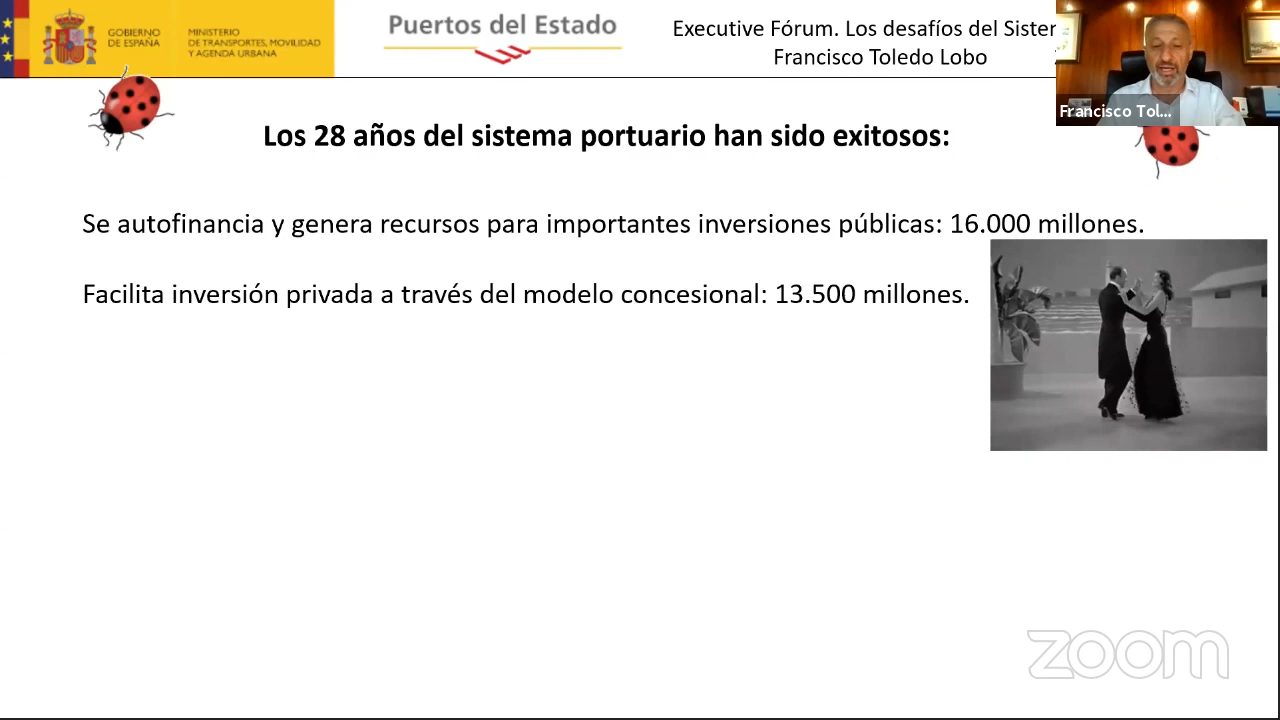 GOBIERNO
DE ESPAÑA
MINISTERIO
DE TRANSPORTES, MOVILIDAD
Y AGENDA URBANA
Puertos del Estado
Executive Fórum. Los desafíos del Sister
Francisco Toledo Lobo
Francisco Tol...
Los 28 años del sistema portuario han sido exitosos:
Se autofinancia y genera recursos para importantes inversiones públicas: 16.000 millones.
Facilita inversión privada a través del modelo concesional: 13.500 millones.
zoom